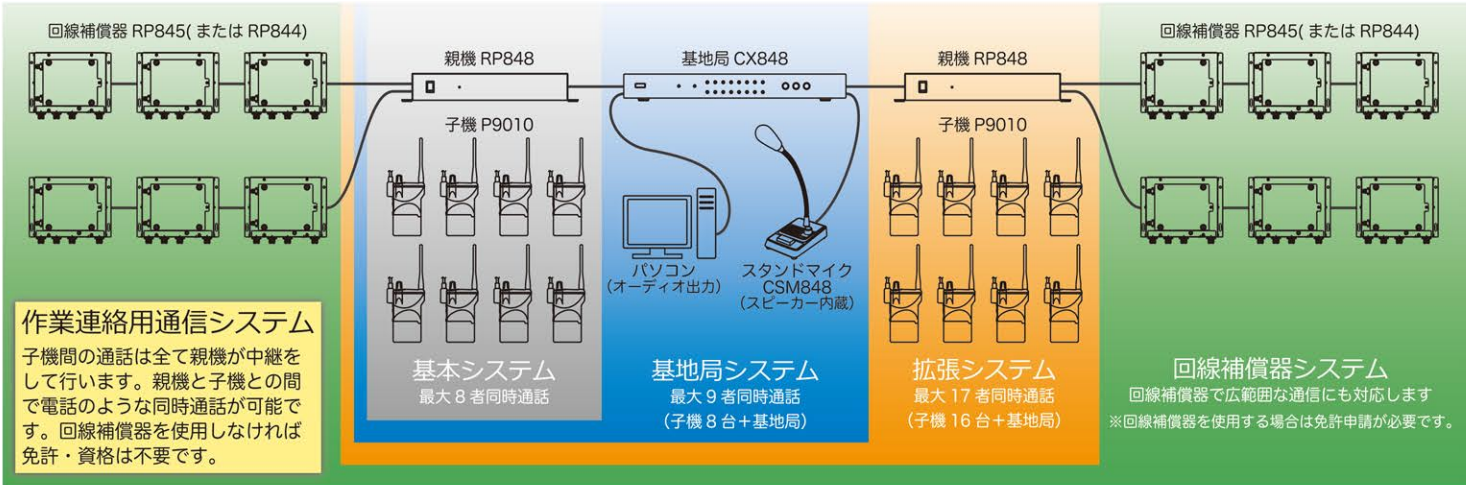 回線補償器 RP845( または RP844)
親機 RP848
基地局 CX848
親機 RP848
回線補償器 RP845( または RP844)
子機 P9010
子機 P9010
パソコン
(オーディオ出力)
スタンドマイク
CSM848
(スピーカー内蔵)
作業連絡用通信システム
子機間の通話は全て親機が中継を
して行います。親機と子機との間
で電話のような同時通話が可能で
す。回線補償器を使用しなければ
免許・資格は不要です。
基本システム
最大 8 者同時通話
基地局システム
最大 9 者同時通話
(子機 8 台+基地局)
拡張システム
最大 17 者同時通話
(子機 16 台+基地局)
回線補償器システム
回線補償器で広範囲な通信にも対応します
※回線補償器を使用する場合は免許申請が必要です。